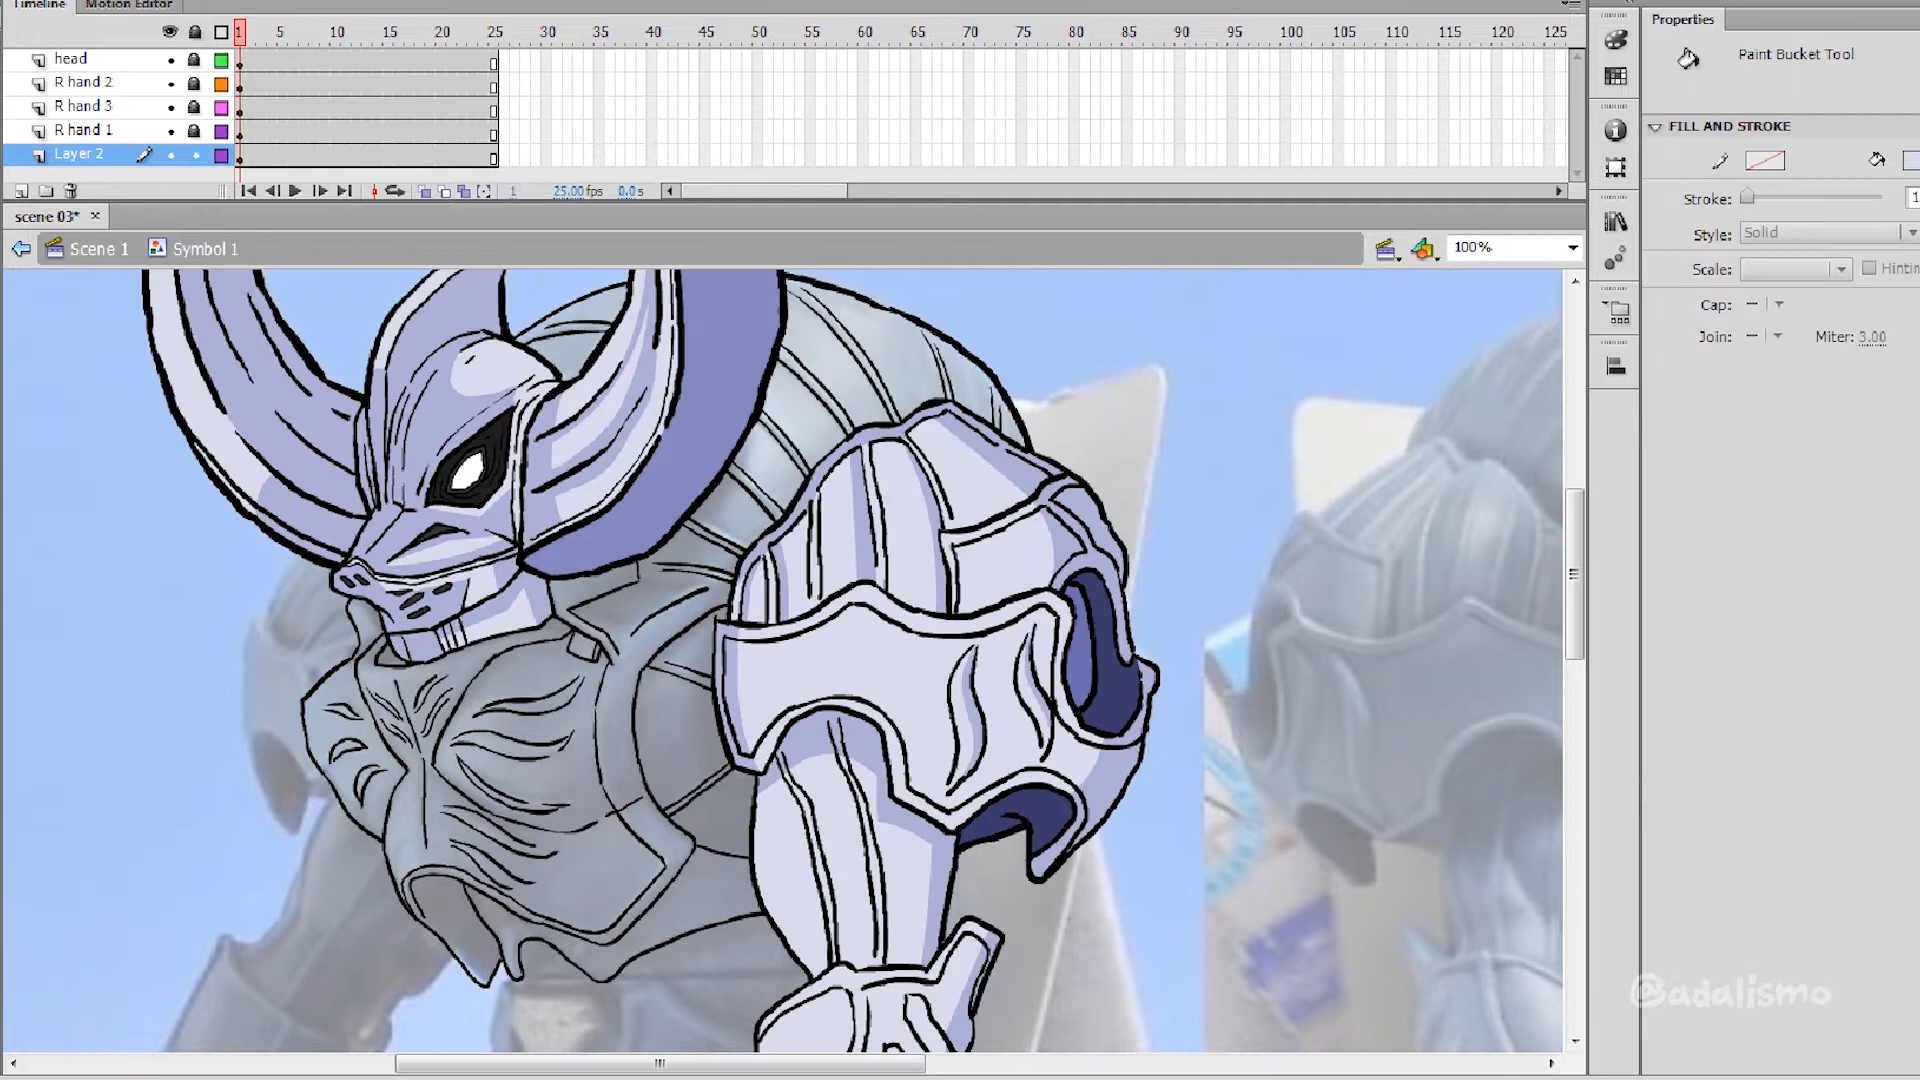 Timeline Motion Editor
1 5 10 15 20 25 30 35 40 45 50 55 60 65 70 75 80 85 90 95 100 105 110 115 120 125
head
R hand 2
R hand 3
R hand 1
Layer 2
1 25.00 fps 0.0 s
scene 03* ×
Scene 1 Symbol 1 100%
Properties
Paint Bucket Tool
FILL AND STROKE
Stroke: 1
Style: Solid
Scale: Hintin
Cap:
Join: Miter: 3.00
@adalismo